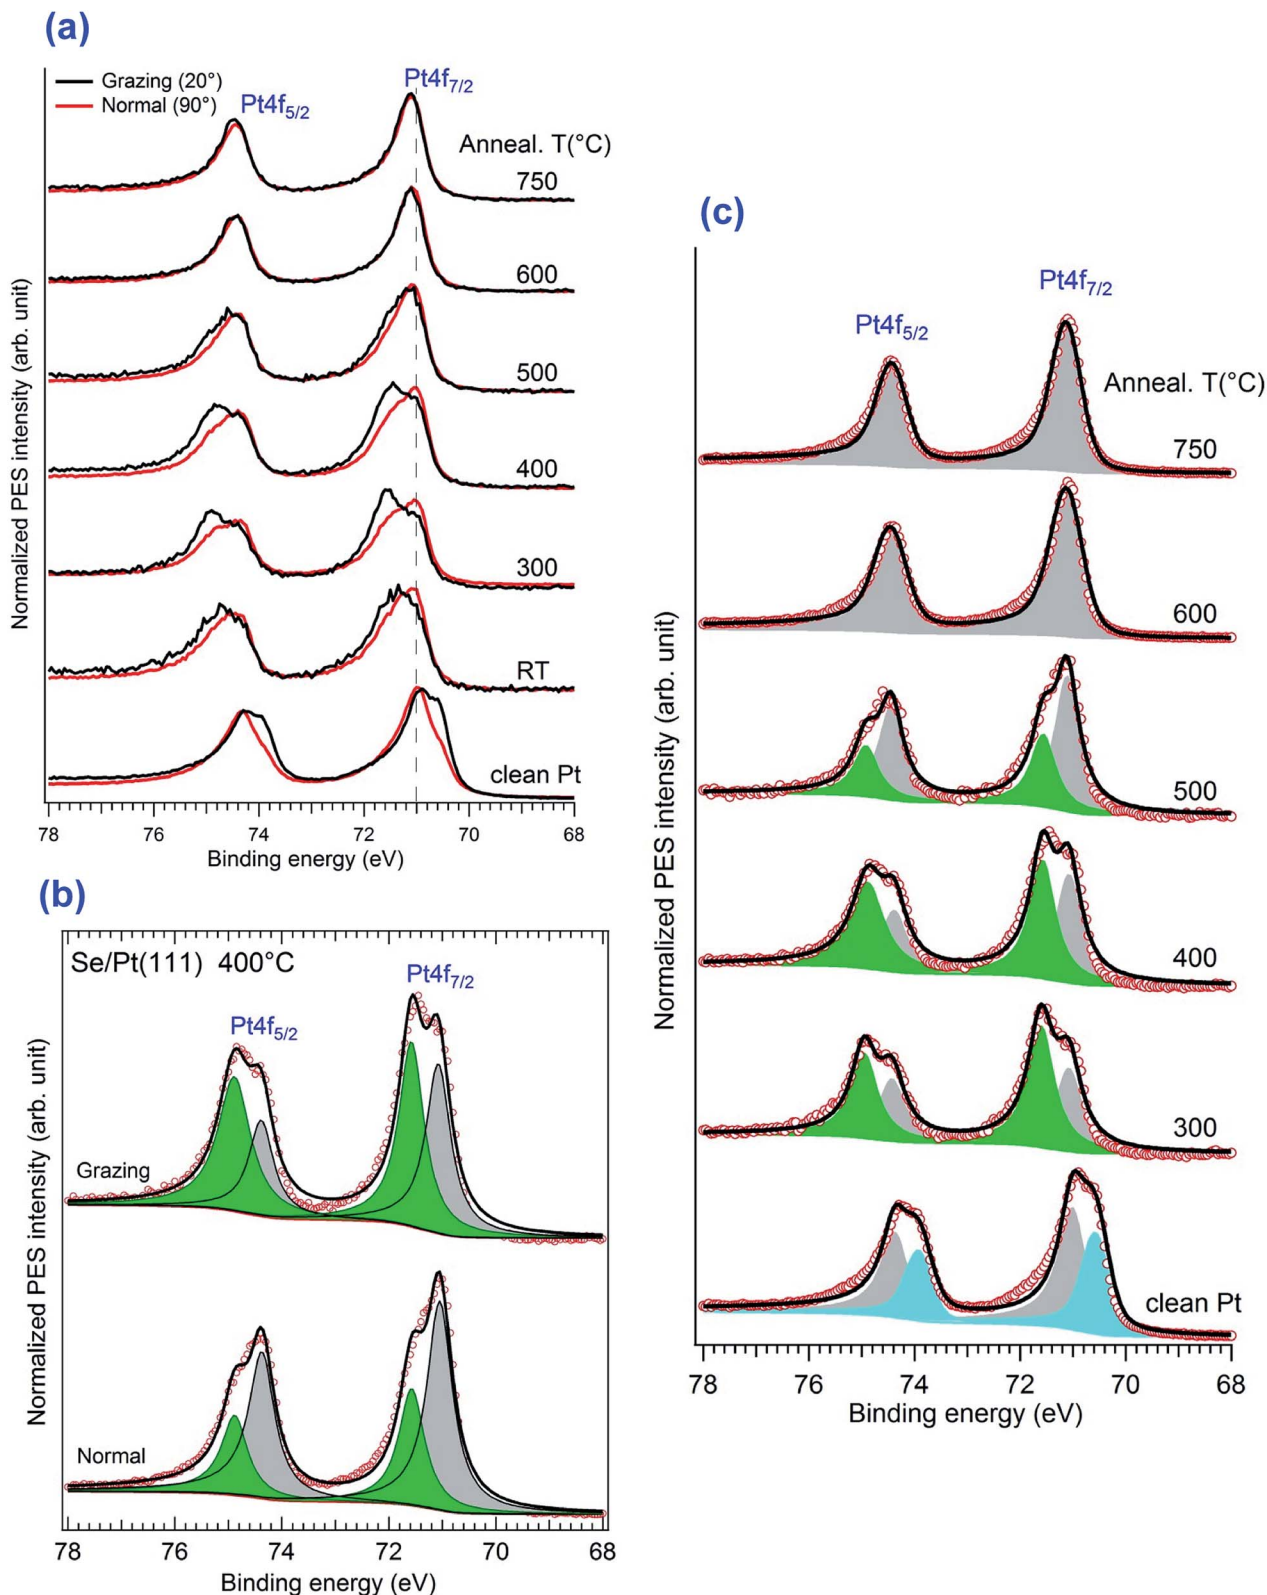 (a)
Grazing (20°)
Normal (90°)
Pt4f5/2
Pt4f7/2
Anneal. T(°C)
750
600
500
400
300
RT
clean Pt
Normalized PES intensity (arb. unit)
78 76 74 72 70 68
Binding energy (eV)
(b)
Se/Pt(111) 400°C
Pt4f7/2
Pt4f5/2
Grazing
Normal
Normalized PES intensity (arb. unit)
78 76 74 72 70 68
Binding energy (eV)
(c)
Pt4f7/2
Pt4f5/2
Anneal. T(°C)
750
600
500
400
300
clean Pt
Normalized PES intensity (arb. unit)
78 76 74 72 70 68
Binding energy (eV)